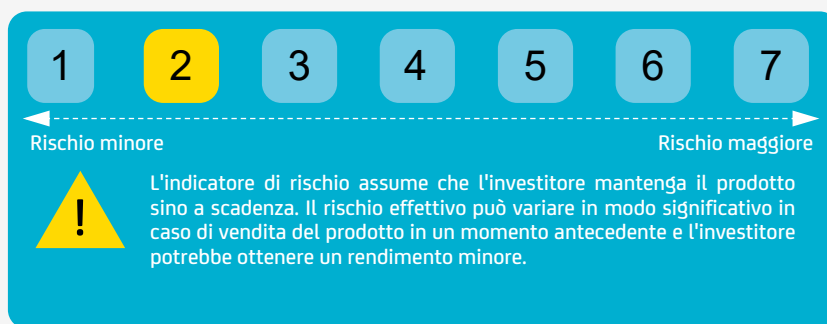 1 2 3 4 5 6 7
Rischio minore Rischio maggiore
!
L'indicatore di rischio assume che l'investitore mantenga il prodotto
sino a scadenza. Il rischio effettivo può variare in modo significativo in
caso di vendita del prodotto in un momento antecedente e l'investitore
potrebbe ottenere un rendimento minore.